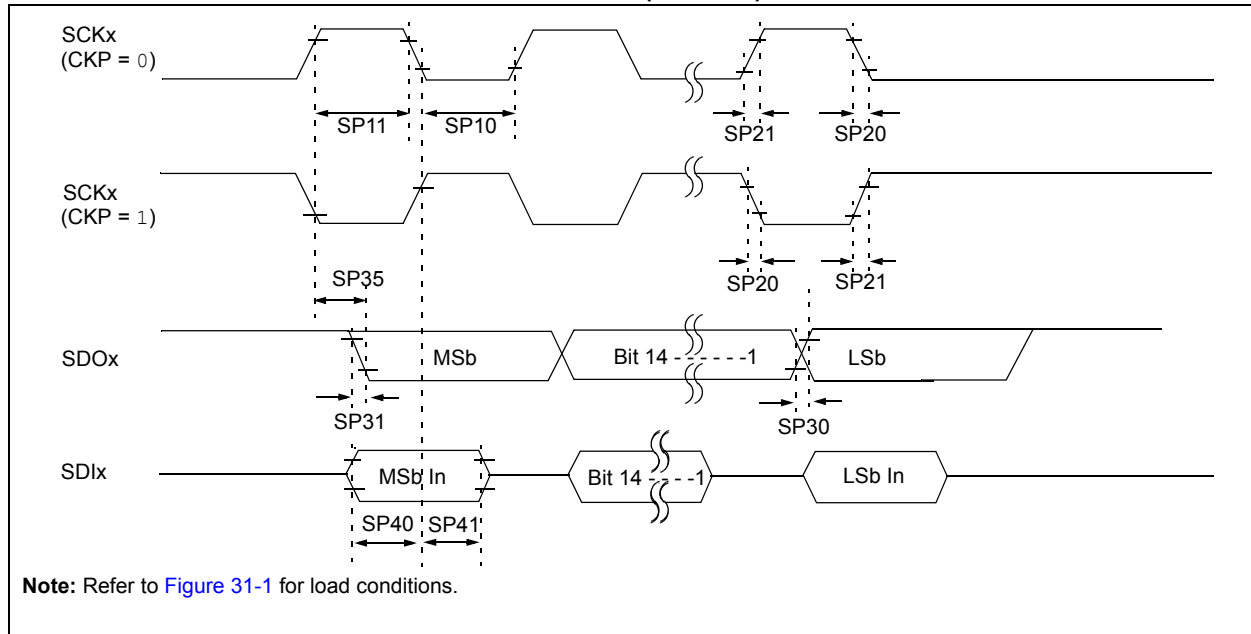 SCKx
(CKP = 0)
SP11
SP10
SP21
SP20
SCKx
(CKP = 1)
SP35
SP20
SP21
SDOx
MSb
Bit 14 - - - - - -1
LSb
SP31
SP30
SDIx
MSb In
Bit 14 - - - - -1
LSb In
SP40
SP41
Note: Refer to Figure 31-1 for load conditions.